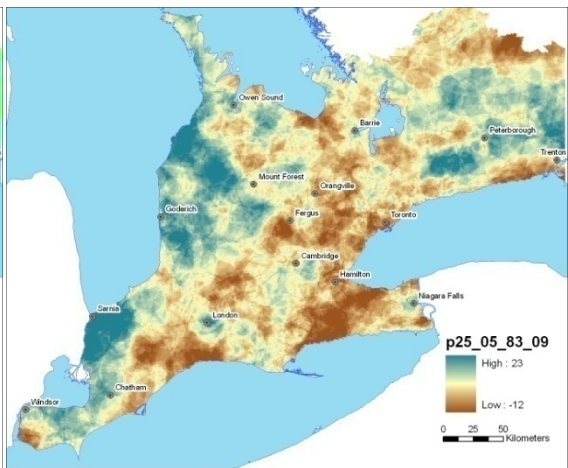 Owen Sound
Barrie
Peterborough
Trenton
Mount Forest
Orangville
Goderich
Fergus
Toronto
Cambridge
Hamilton
Niagara Falls
Sarnia
London
p25_05_83_09
High : 23
Low : -12
Chatham
Windsor
0 25 50
Kilometers